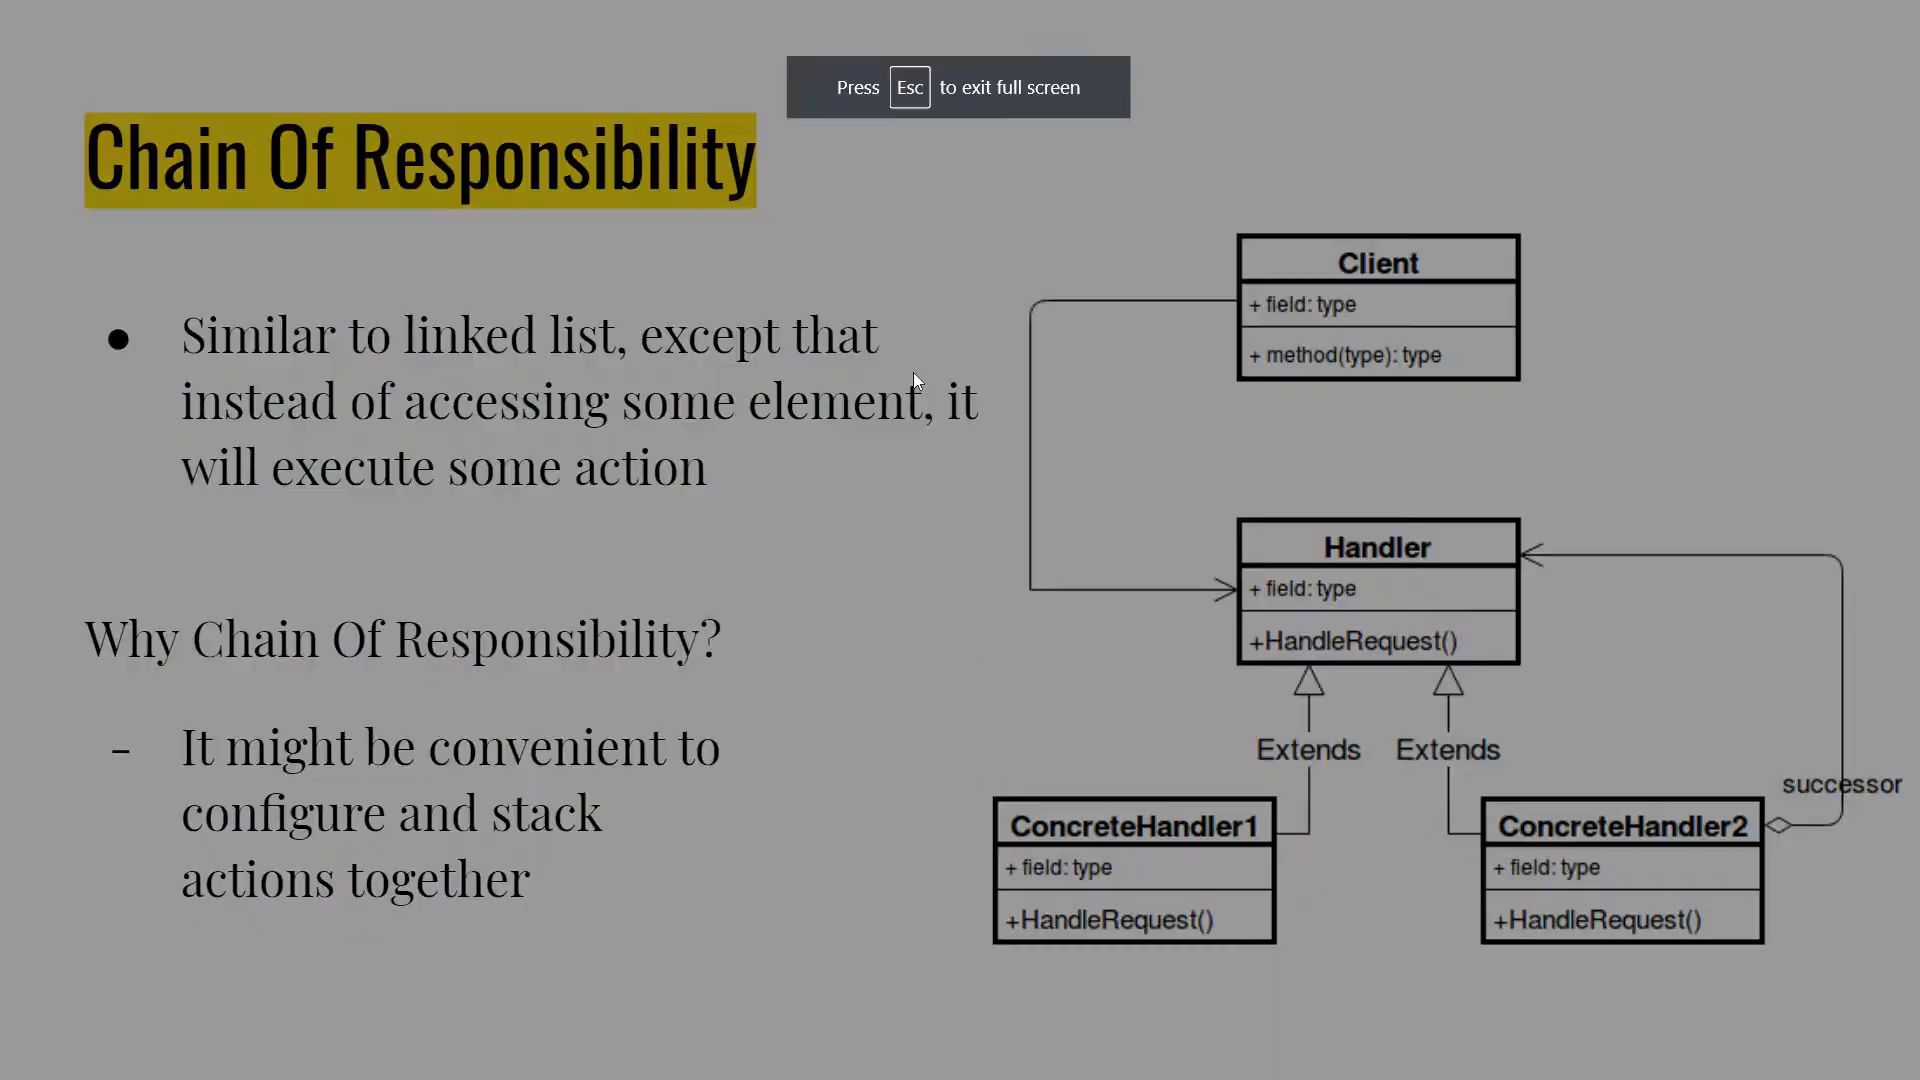 Press Esc to exit full screen
Chain Of Responsibility
● Similar to linked list, except that
instead of accessing some element, it
will execute some action
Why Chain Of Responsibility?
- It might be convenient to
configure and stack
actions together
Client
+ field: type
+ method(type): type
Handler
+ field: type
+HandleRequest()
Extends
Extends
successor
ConcreteHandler1
+ field: type
+HandleRequest()
ConcreteHandler2
+ field: type
+HandleRequest()